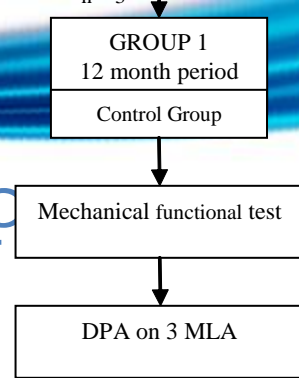 GROUP 1
12 month period
Control Group
Mechanical functional test
DPA on 3 MLA